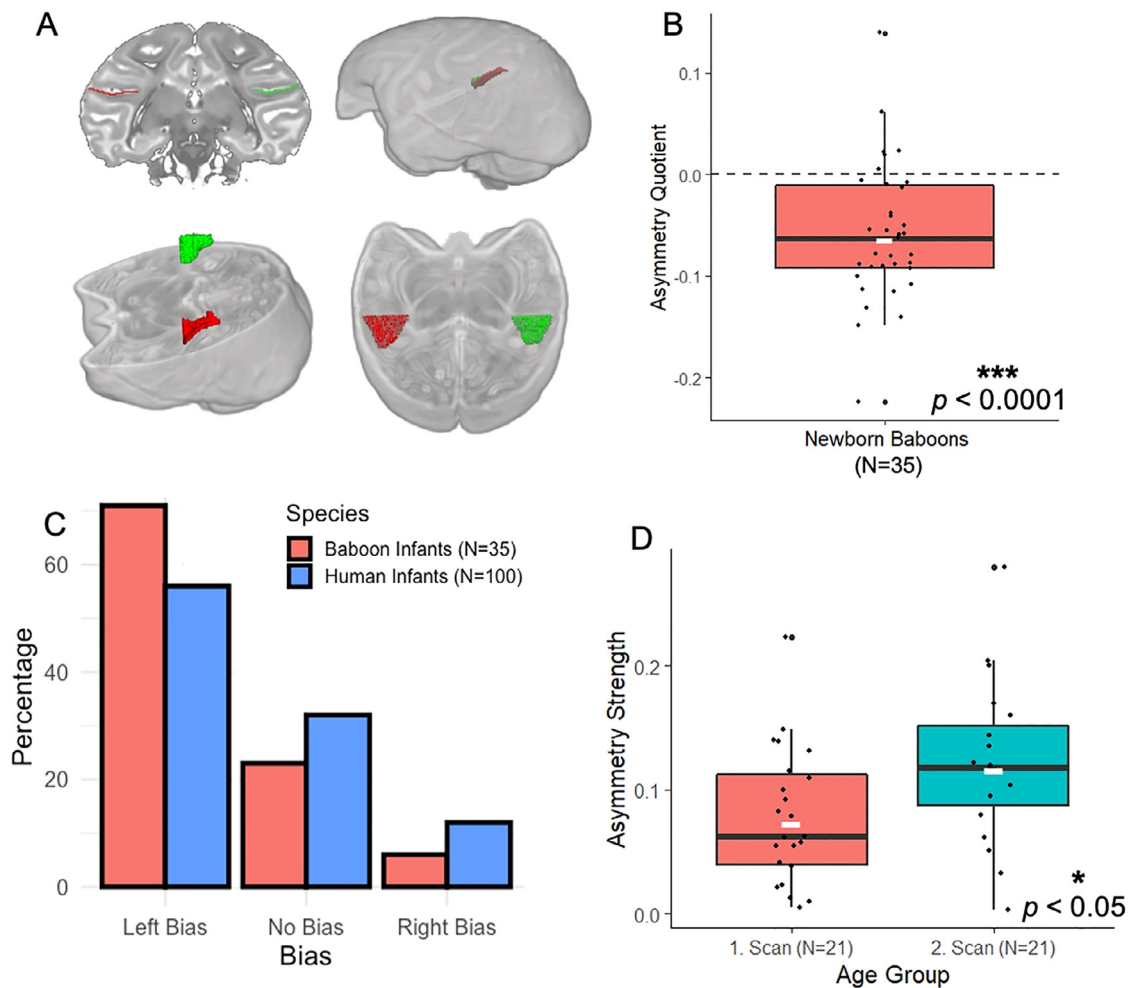 A
B
Asymmetry Quotient
0.1
0.0
-0.1
-0.2
***
p < 0.0001
Newborn Baboons
(N=35)
C
Species
Baboon Infants (N=35)
Human Infants (N=100)
Percentage
60
40
20
0
Left Bias
No Bias
Right Bias
Bias
D
Asymmetry Strength
0.2
0.1
0.0
*
p < 0.05
1. Scan (N=21)
2. Scan (N=21)
Age Group